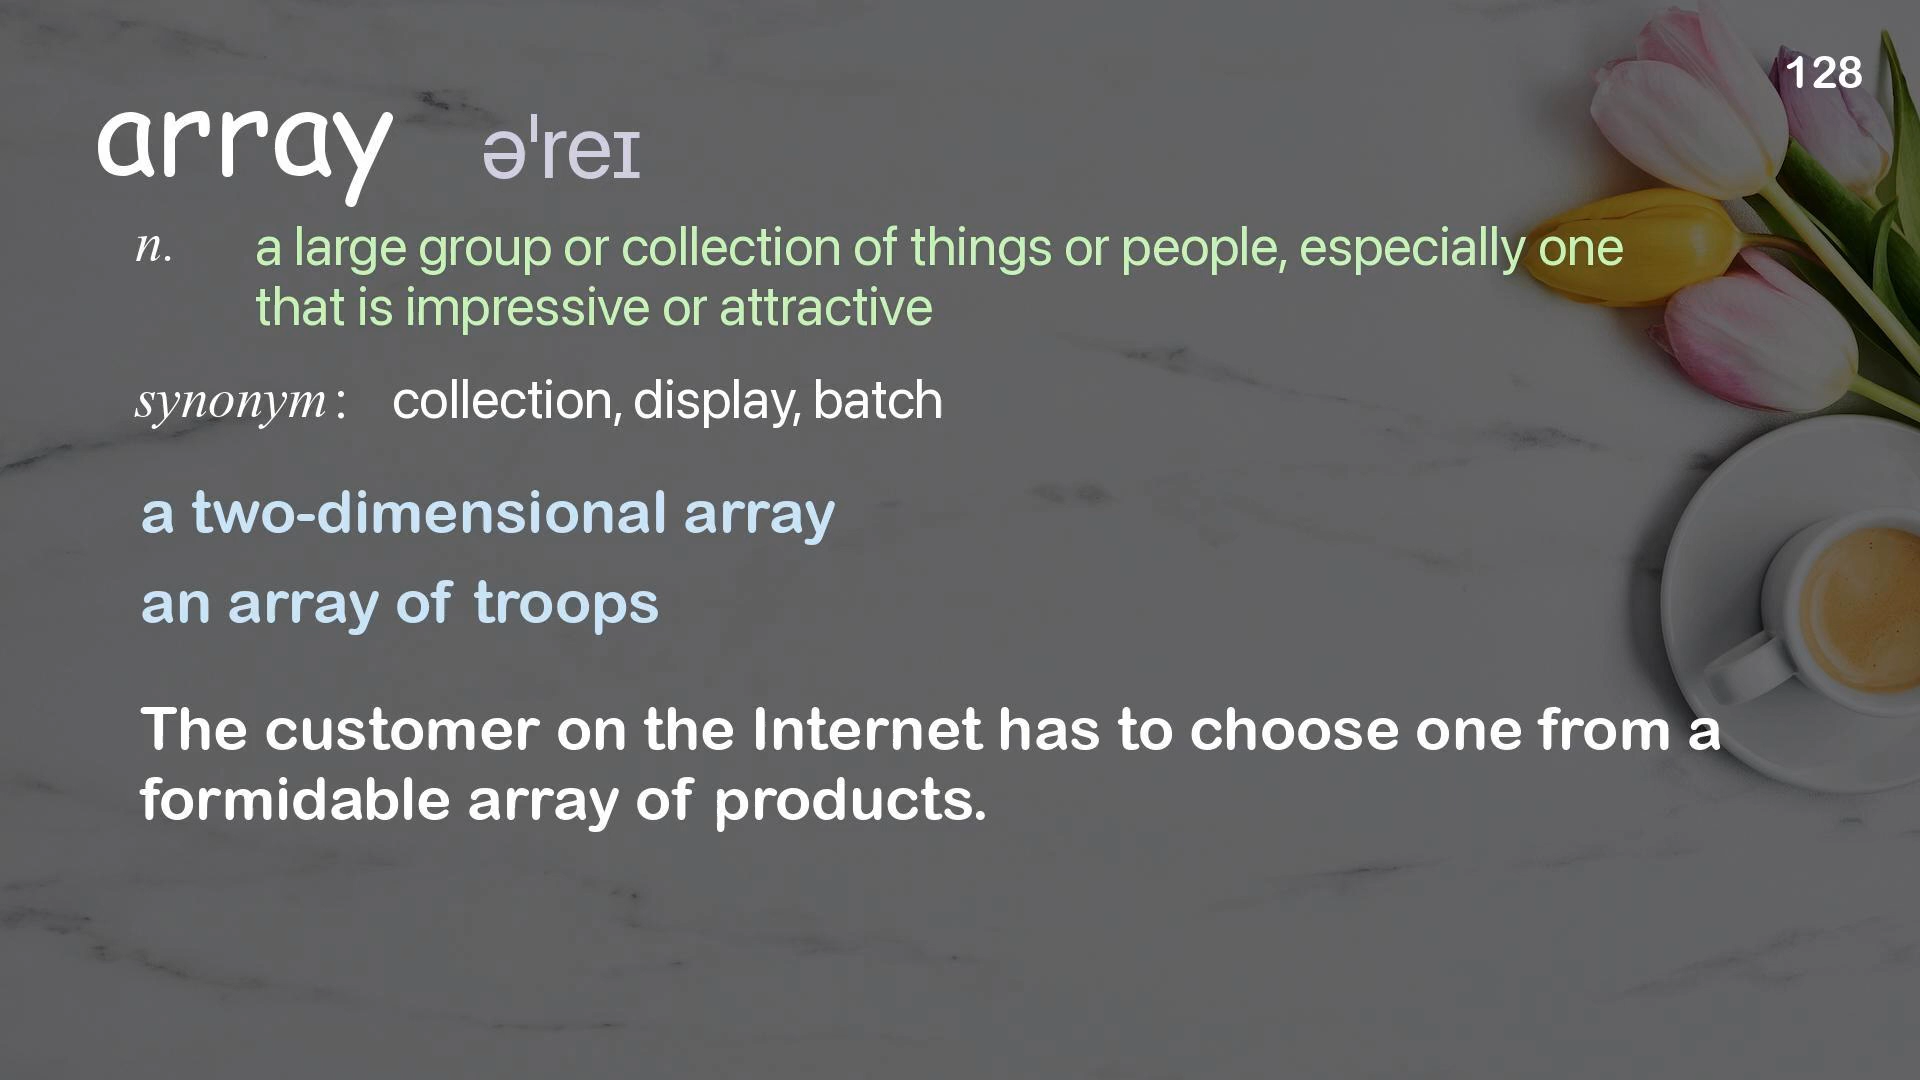 128
array əˈreɪ
n. a large group or collection of things or people, especially one
that is impressive or attractive
synonym: collection, display, batch
a two-dimensional array
an array of troops
The customer on the Internet has to choose one from a
formidable array of products.